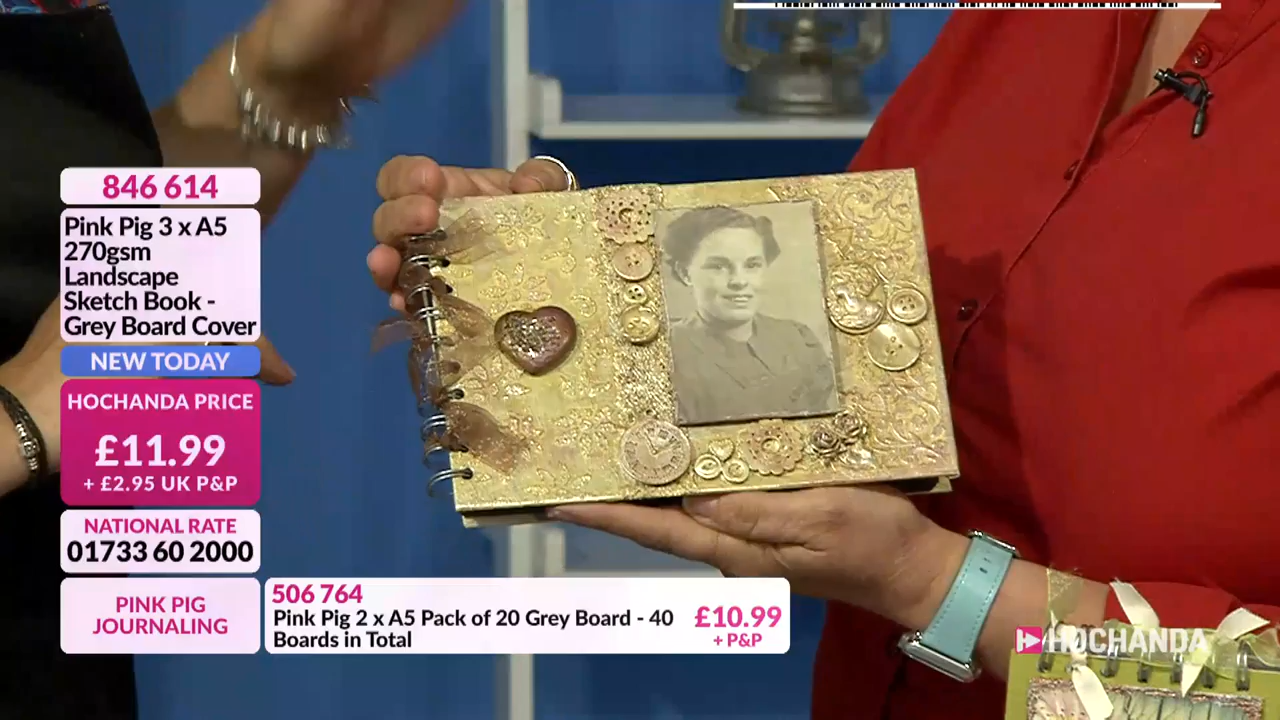 846 614
Pink Pig 3 x A5
270gsm
Landscape
Sketch Book -
Grey Board Cover
NEW TODAY
HOCHANDA PRICE
£11.99
+ £2.95 UK P&P
NATIONAL RATE
01733 60 2000
PINK PIG
JOURNALING
506 764
Pink Pig 2 x A5 Pack of 20 Grey Board - 40
Boards in Total
£10.99
+ P&P
HOCHANDA